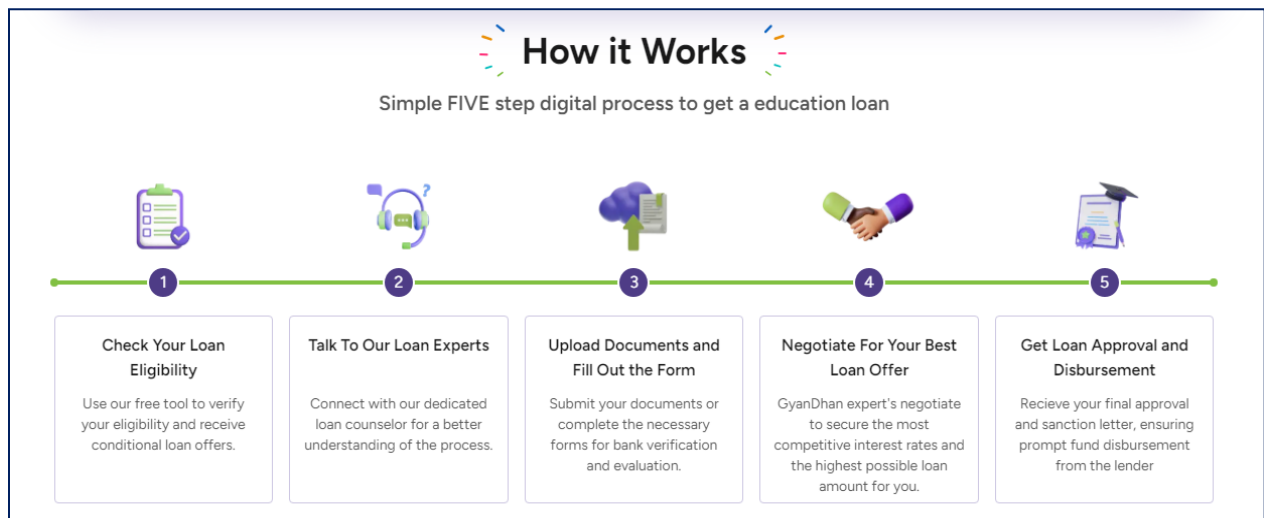 How it Works
Simple FIVE step digital process to get a education loan
?
1
2
3
4
5
Check Your Loan
Eligibility
Use our free tool to verify
your eligibility and receive
conditional loan offers.
Talk To Our Loan Experts
Connect with our dedicated
loan counselor for a better
understanding of the process.
Upload Documents and
Fill Out the Form
Submit your documents or
complete the necessary
forms for bank verification
and evaluation.
Negotiate For Your Best
Loan Offer
GyanDhan expert's negotiate
to secure the most
competitive interest rates and
the highest possible loan
amount for you.
Get Loan Approval and
Disbursement
Recieve your final approval
and sanction letter, ensuring
prompt fund disbursement
from the lender